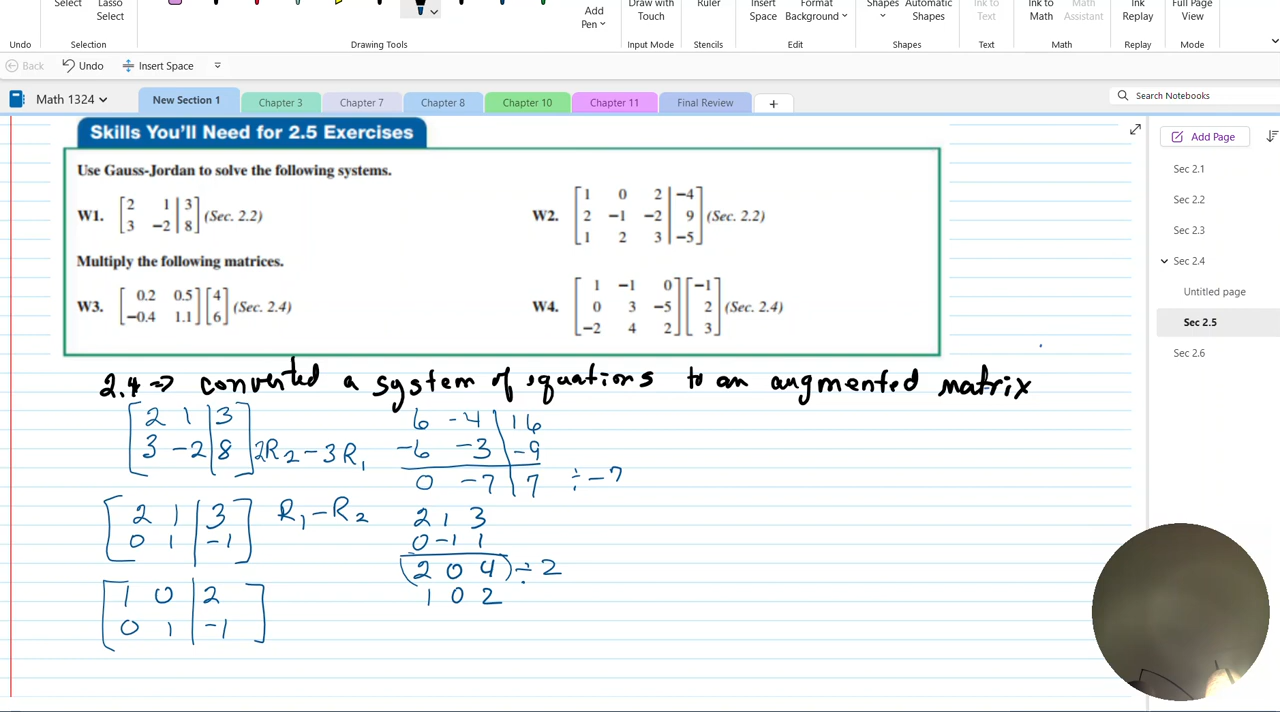 Select Lasso Select Add Pen Draw with Touch Ruler Insert Space Format Background Shapes Automatic Shapes Ink to Text Ink to Math Math Assistant Ink Replay Full Page View
Undo Selection Drawing Tools Input Mode Stencils Edit Shapes Text Math Replay Mode
Back Undo Insert Space
Math 1324 New Section 1 Chapter 3 Chapter 7 Chapter 8 Chapter 10 Chapter 11 Final Review + Search Notebooks
Add Page
Sec 2.1
Sec 2.2
Sec 2.3
Sec 2.4
Untitled page
Sec 2.5
Sec 2.6
Skills You'll Need for 2.5 Exercises
Use Gauss-Jordan to solve the following systems.
W1. [2 1 | 3
3 −2 | 8] (Sec. 2.2)
W2. [1 0 2 | −4
2 −1 −2 | 9
1 2 3 | −5] (Sec. 2.2)
Multiply the following matrices.
W3. [0.2 0.5
−0.4 1.1] [4
6] (Sec. 2.4)
W4. [1 −1 0
0 3 −5
−2 4 2] [−1
2
3] (Sec. 2.4)
2.4 => converted a system of equations to an augmented matrix
[2 1 | 3
3 −2 | 8] 2R2 − 3R1
6 −4 | 16
−6 −3 | −9
0 −7 | 7 ÷ −7
[2 1 | 3
0 1 | −1] R1 − R2
2 1 3
0 −1 1
(2 0 4) ÷ 2
1 0 2
[1 0 | 2
0 1 | −1]